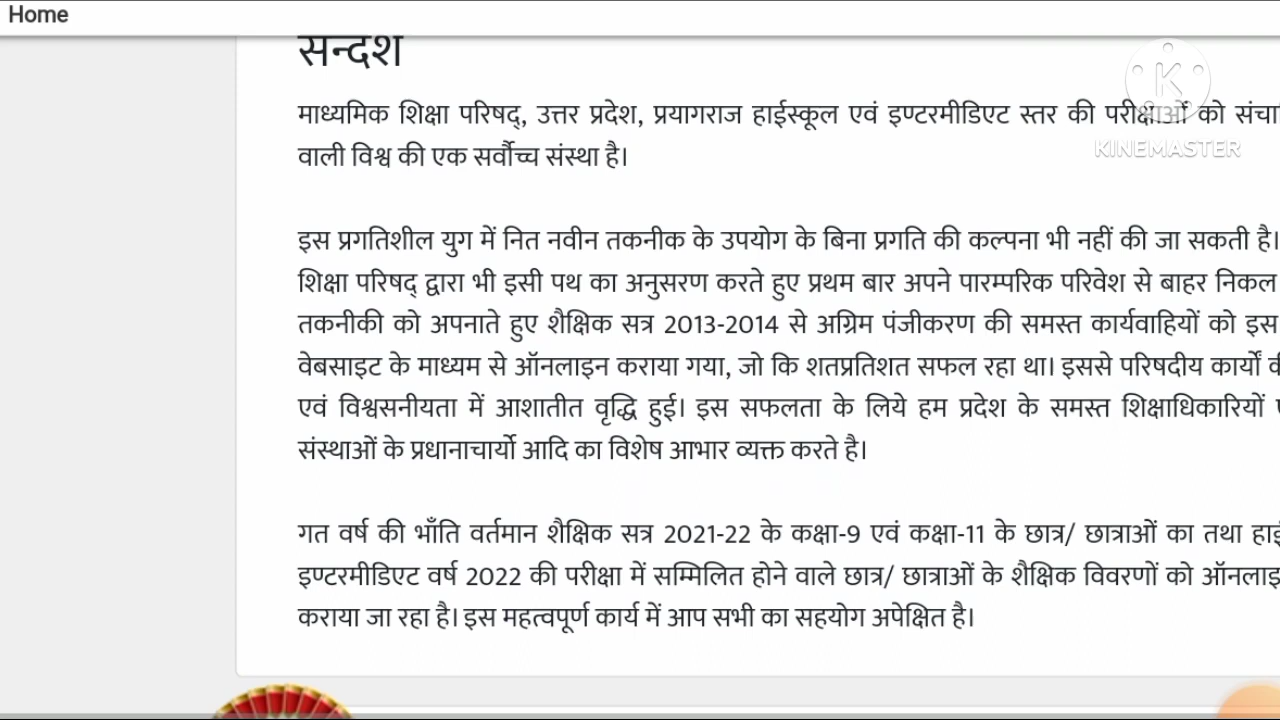 Home
सन्देश
माध्यमिक शिक्षा परिषद्, उत्तर प्रदेश, प्रयागराज हाईस्कूल एवं इण्टरमीडिएट स्तर की परीक्षाओं को
वाली विश्व की एक सर्वोच्च संस्था है।
KINEMASTER
इस प्रगतिशील युग में नित नवीन तकनीक के उपयोग के बिना प्रगति की कल्पना भी नहीं की जा सकती है।
शिक्षा परिषद् द्वारा भी इसी पथ का अनुसरण करते हुए प्रथम बार अपने पारम्परिक परिवेश से बाहर निकल
तकनीकी को अपनाते हुए शैक्षिक सत्र 2013-2014 से अग्रिम पंजीकरण की समस्त कार्यवाहियों को इस
वेबसाइट के माध्यम से ऑनलाइन कराया गया, जो कि शतप्रतिशत सफल रहा था। इससे परिषदीय कार्यों
एवं विश्वसनीयता में आशातीत वृद्धि हुई। इस सफलता के लिये हम प्रदेश के समस्त शिक्षाधिकारियों
संस्थाओं के प्रधानाचार्यो आदि का विशेष आभार व्यक्त करते है।
गत वर्ष की भाँति वर्तमान शैक्षिक सत्र 2021-22 के कक्षा-9 एवं कक्षा-11 के छात्र/ छात्राओं का तथा
इण्टरमीडिएट वर्ष 2022 की परीक्षा में सम्मिलित होने वाले छात्र/ छात्राओं के शैक्षिक विवरणों को
कराया जा रहा है। इस महत्वपूर्ण कार्य में आप सभी का सहयोग अपेक्षित है।